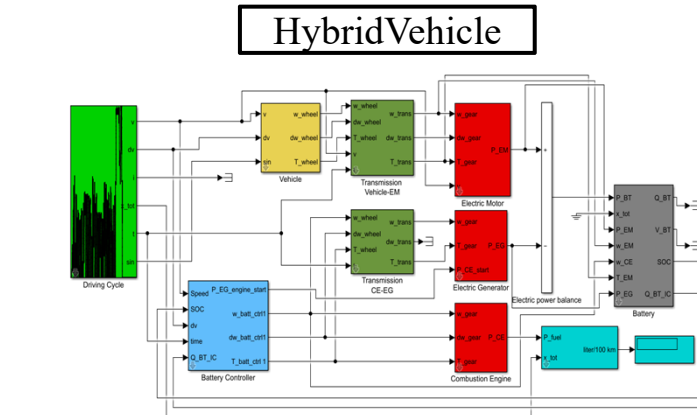 HybridVehicle
v
dv
i
x_tot
t
sin
Driving Cycle
v
dv
sin
w_wheel
dw_wheel
T_wheel
Vehicle
w_wheel
dw_wheel
T_wheel
v
t
w_trans
dw_trans
T_trans
Transmission
Vehicle-EM
w_gear
dw_gear
T_gear
P_EM
Electric Motor
w_wheel
dw_wheel
T_wheel
t
w_trans
dw_trans
T_trans
Transmission
CE-EG
w_gear
T_gear
P_CE_start
P_EG
Electric Generator
+
−
Electric power balance
P_BT
x_tot
P_EM
w_EM
w_CE
T_EM
P_EG
Q_BT
V_BT
SOC
Q_BT_IC
Battery
Speed
SOC
dv
time
Q_BT_IC
P_EG_engine_start
w_batt_ctrl1
dw_batt_ctrl1
T_batt_ctrl 1
Battery Controller
w_gear
dw_gear
T_gear
P_CE
Combustion Engine
P_fuel
x_tot
liter/100 km